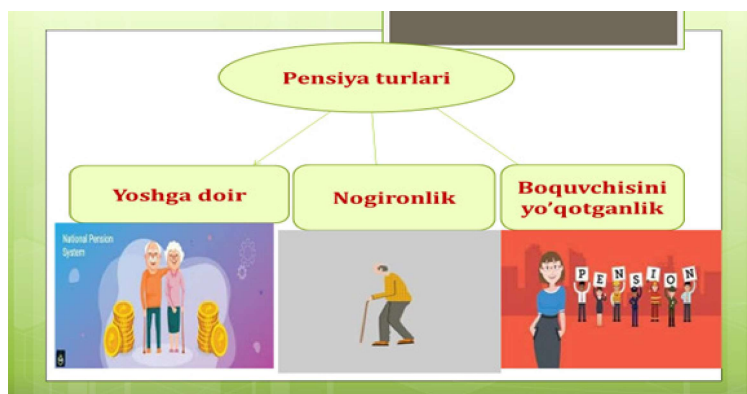 Pensiya turlari
Yoshga doir
Nogironlik
Boquvchisini
yo'qotganlik
National Pension
System
PENSION